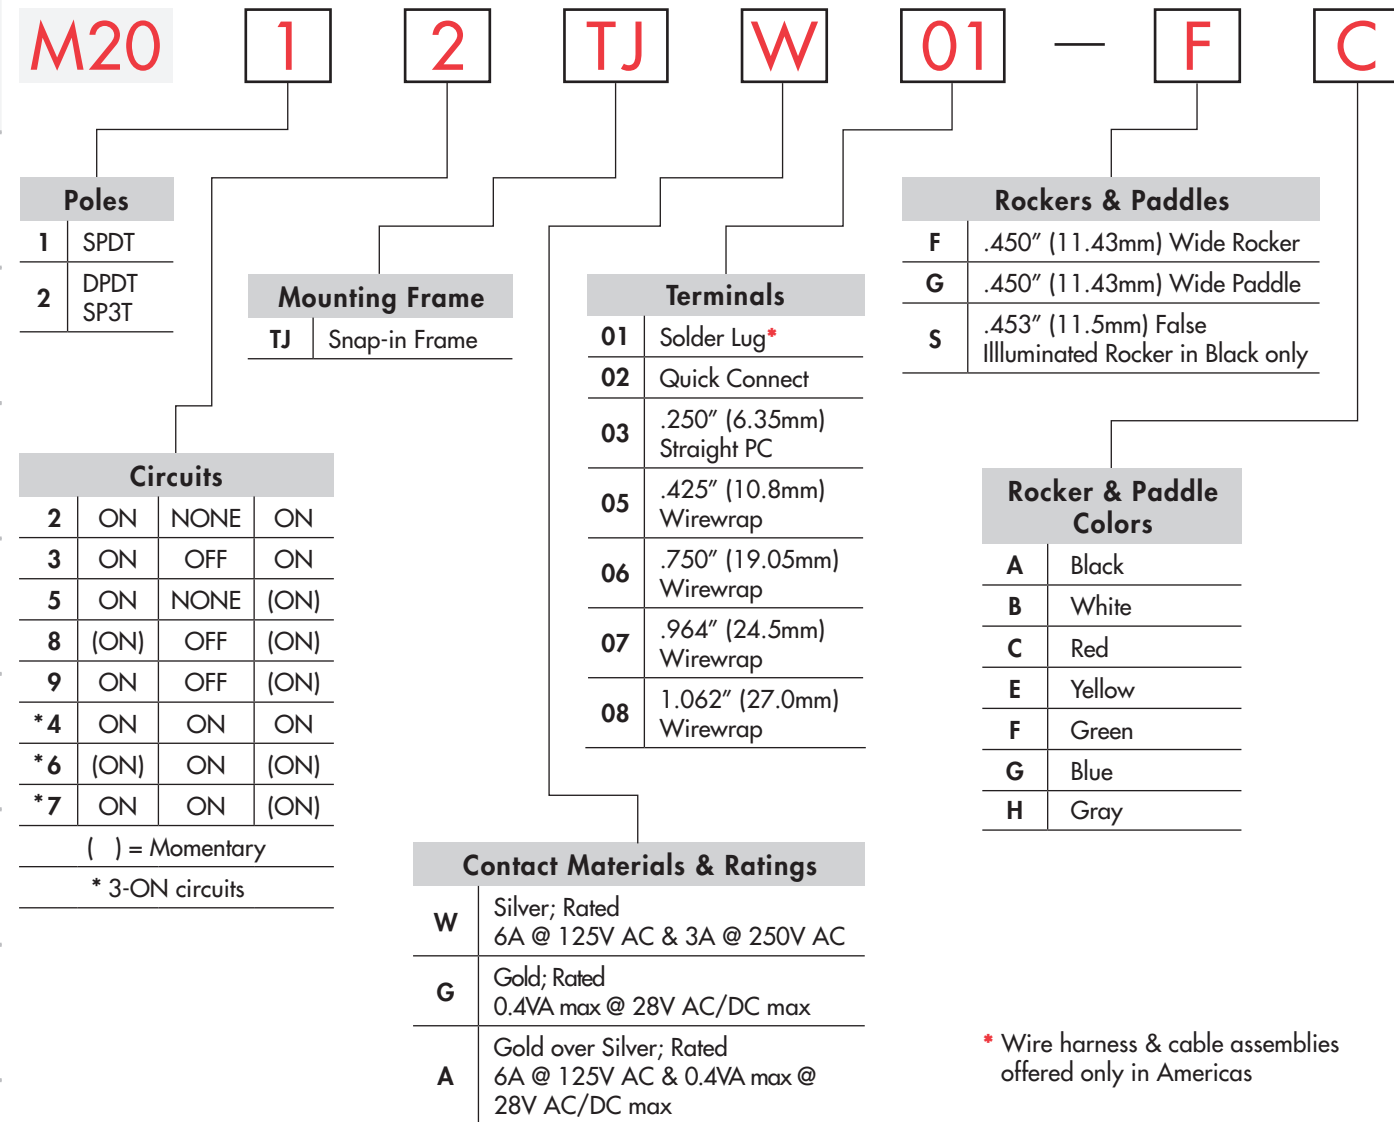 M20 1 2 TJ W 01 — F C
Poles
1 SPDT
2 DPDT
SP3T
Mounting Frame
TJ Snap-in Frame
Terminals
01 Solder Lug*
02 Quick Connect
03 .250″ (6.35mm)
Straight PC
05 .425″ (10.8mm)
Wirewrap
06 .750″ (19.05mm)
Wirewrap
07 .964″ (24.5mm)
Wirewrap
08 1.062″ (27.0mm)
Wirewrap
Rockers & Paddles
F .450″ (11.43mm) Wide Rocker
G .450″ (11.43mm) Wide Paddle
S .453″ (11.5mm) False
Illluminated Rocker in Black only
Circuits
2 ON NONE ON
3 ON OFF ON
5 ON NONE (ON)
8 (ON) OFF (ON)
9 ON OFF (ON)
*4 ON ON ON
*6 (ON) ON (ON)
*7 ON ON (ON)
( ) = Momentary
* 3-ON circuits
Rocker & Paddle
Colors
A Black
B White
C Red
E Yellow
F Green
G Blue
H Gray
Contact Materials & Ratings
W Silver; Rated
6A @ 125V AC & 3A @ 250V AC
G Gold; Rated
0.4VA max @ 28V AC/DC max
A Gold over Silver; Rated
6A @ 125V AC & 0.4VA max @
28V AC/DC max
* Wire harness & cable assemblies
offered only in Americas